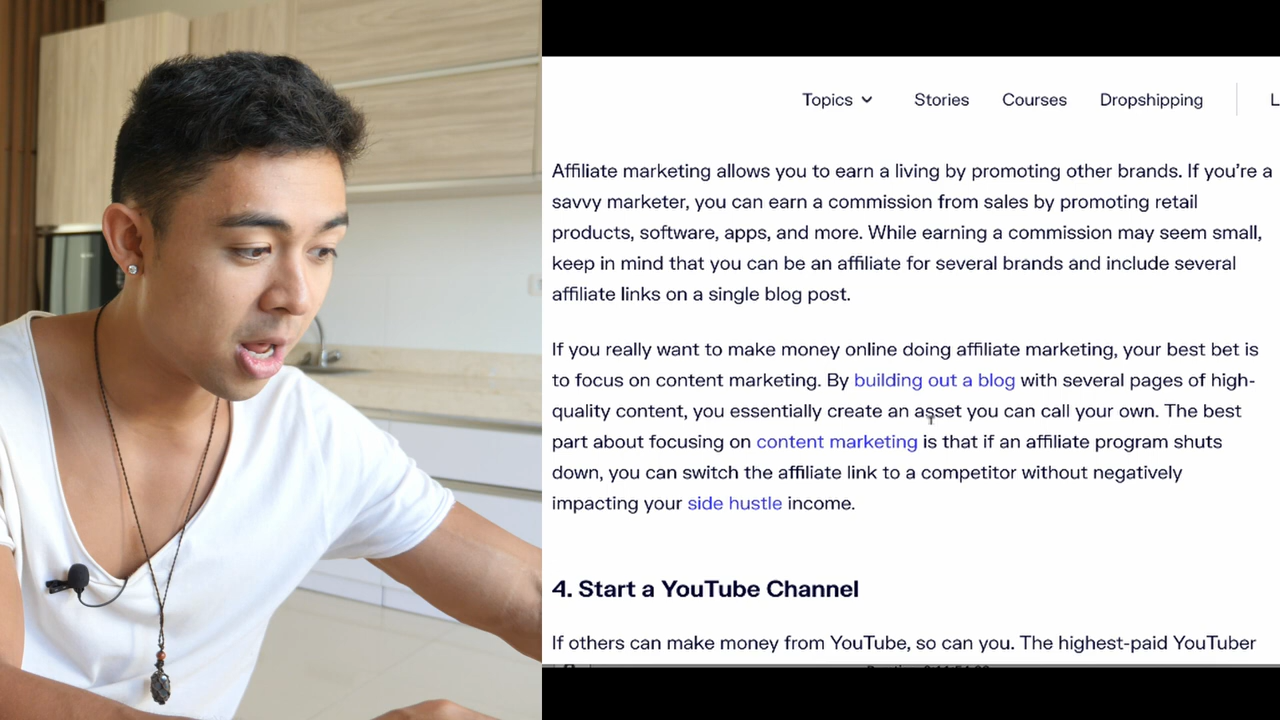 Topics Stories Courses Dropshipping L
Affiliate marketing allows you to earn a living by promoting other brands. If you’re a
savvy marketer, you can earn a commission from sales by promoting retail
products, software, apps, and more. While earning a commission may seem small,
keep in mind that you can be an affiliate for several brands and include several
affiliate links on a single blog post.
If you really want to make money online doing affiliate marketing, your best bet is
to focus on content marketing. By building out a blog with several pages of high-
quality content, you essentially create an asset you can call your own. The best
part about focusing on content marketing is that if an affiliate program shuts
down, you can switch the affiliate link to a competitor without negatively
impacting your side hustle income.
4. Start a YouTube Channel
If others can make money from YouTube, so can you. The highest-paid YouTuber